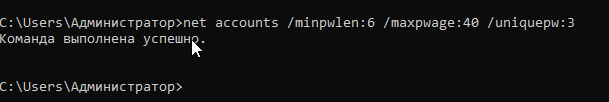 C:\Users\Администратор>net accounts /minpwlen:6 /maxpwage:40 /uniquepw:3
Команда выполнена успешно.
C:\Users\Администратор>